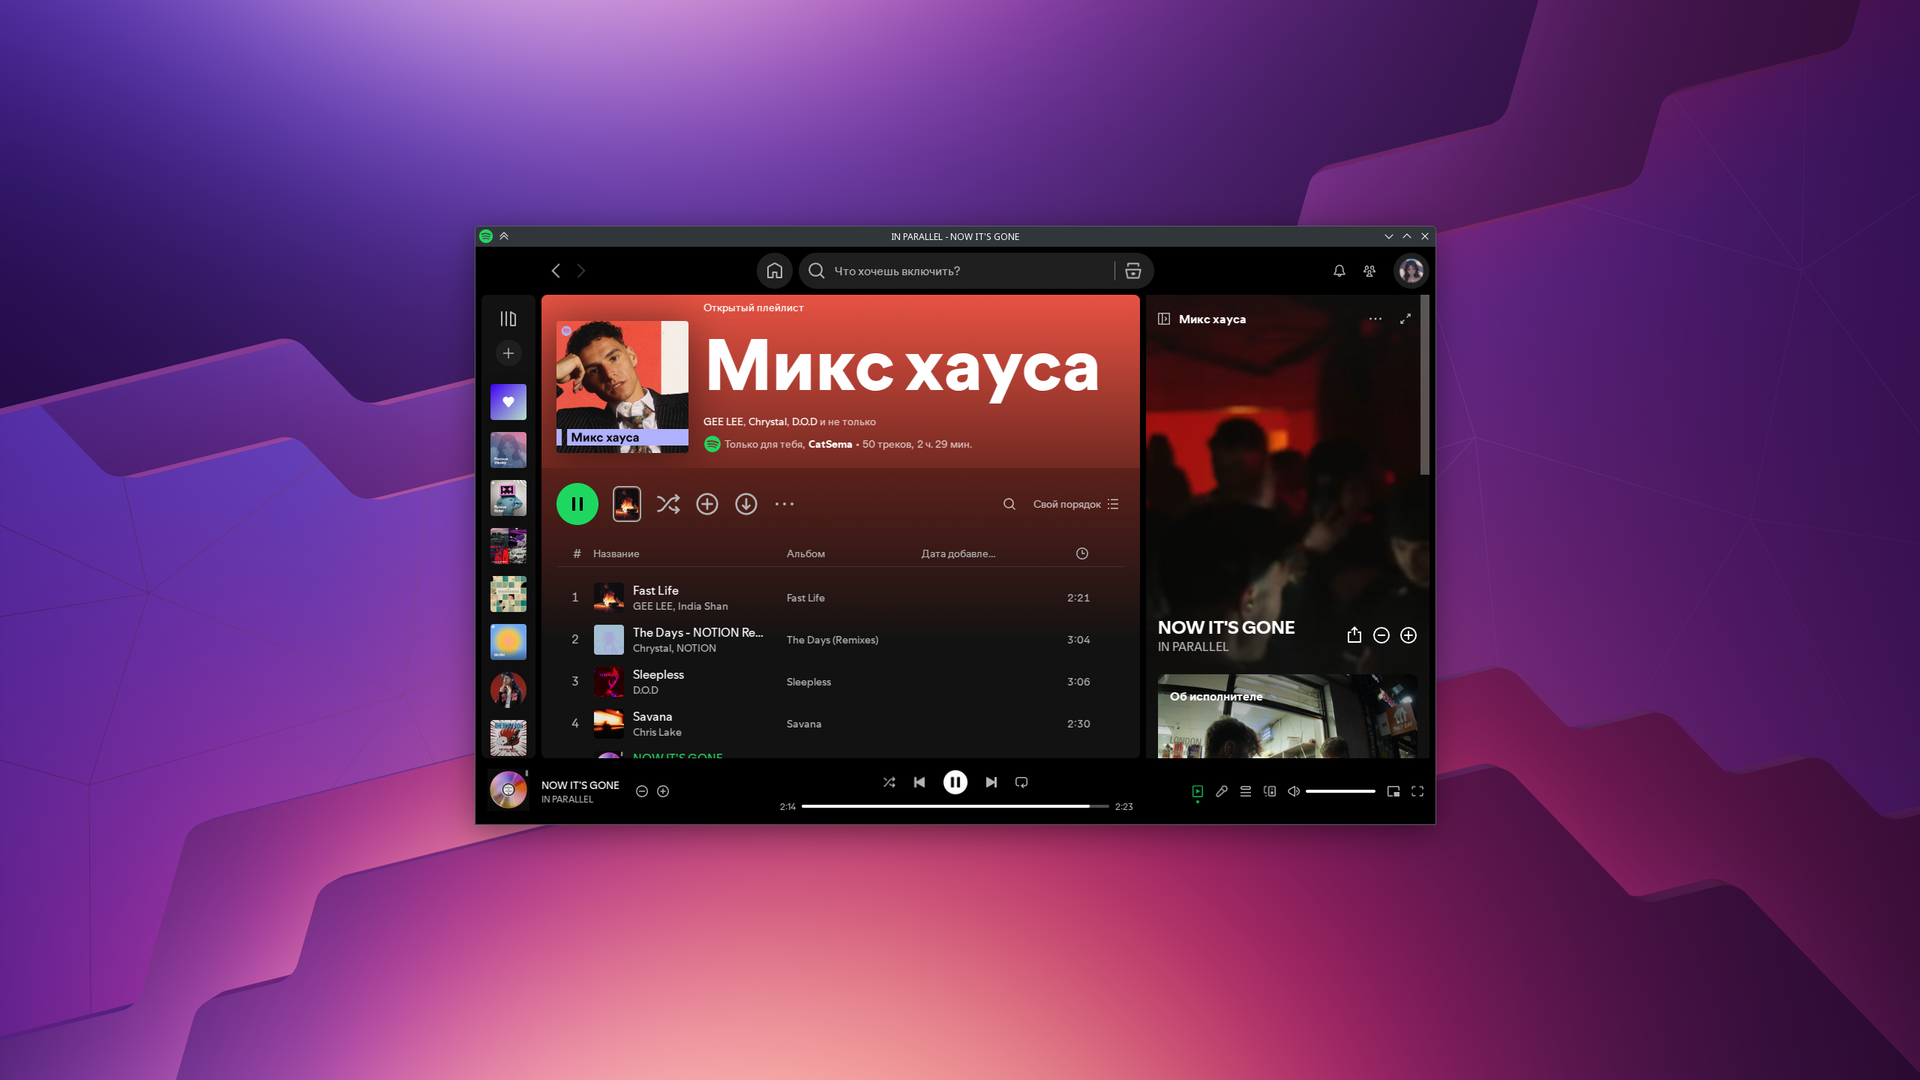 IN PARALLEL - NOW IT'S GONE
Что хочешь включить?
Открытый плейлист
Микс хауса
Микс хауса
GEE LEE, Chrystal, D.O.D и не только
Только для тебя, CatSema • 50 треков, 2 ч. 29 мин.
Свой порядок
# Название Альбом Дата добавле...
1 Fast Life Fast Life 2:21
GEE LEE, India Shan
2 The Days - NOTION Re... The Days (Remixes) 3:04
Chrystal, NOTION
3 Sleepless Sleepless 3:06
D.O.D
4 Savana Savana 2:30
Chris Lake
NOW IT'S GONE
Микс хауса
NOW IT'S GONE
IN PARALLEL
Об исполнителе
LONDON
NOW IT'S GONE
IN PARALLEL
2:14
2:23